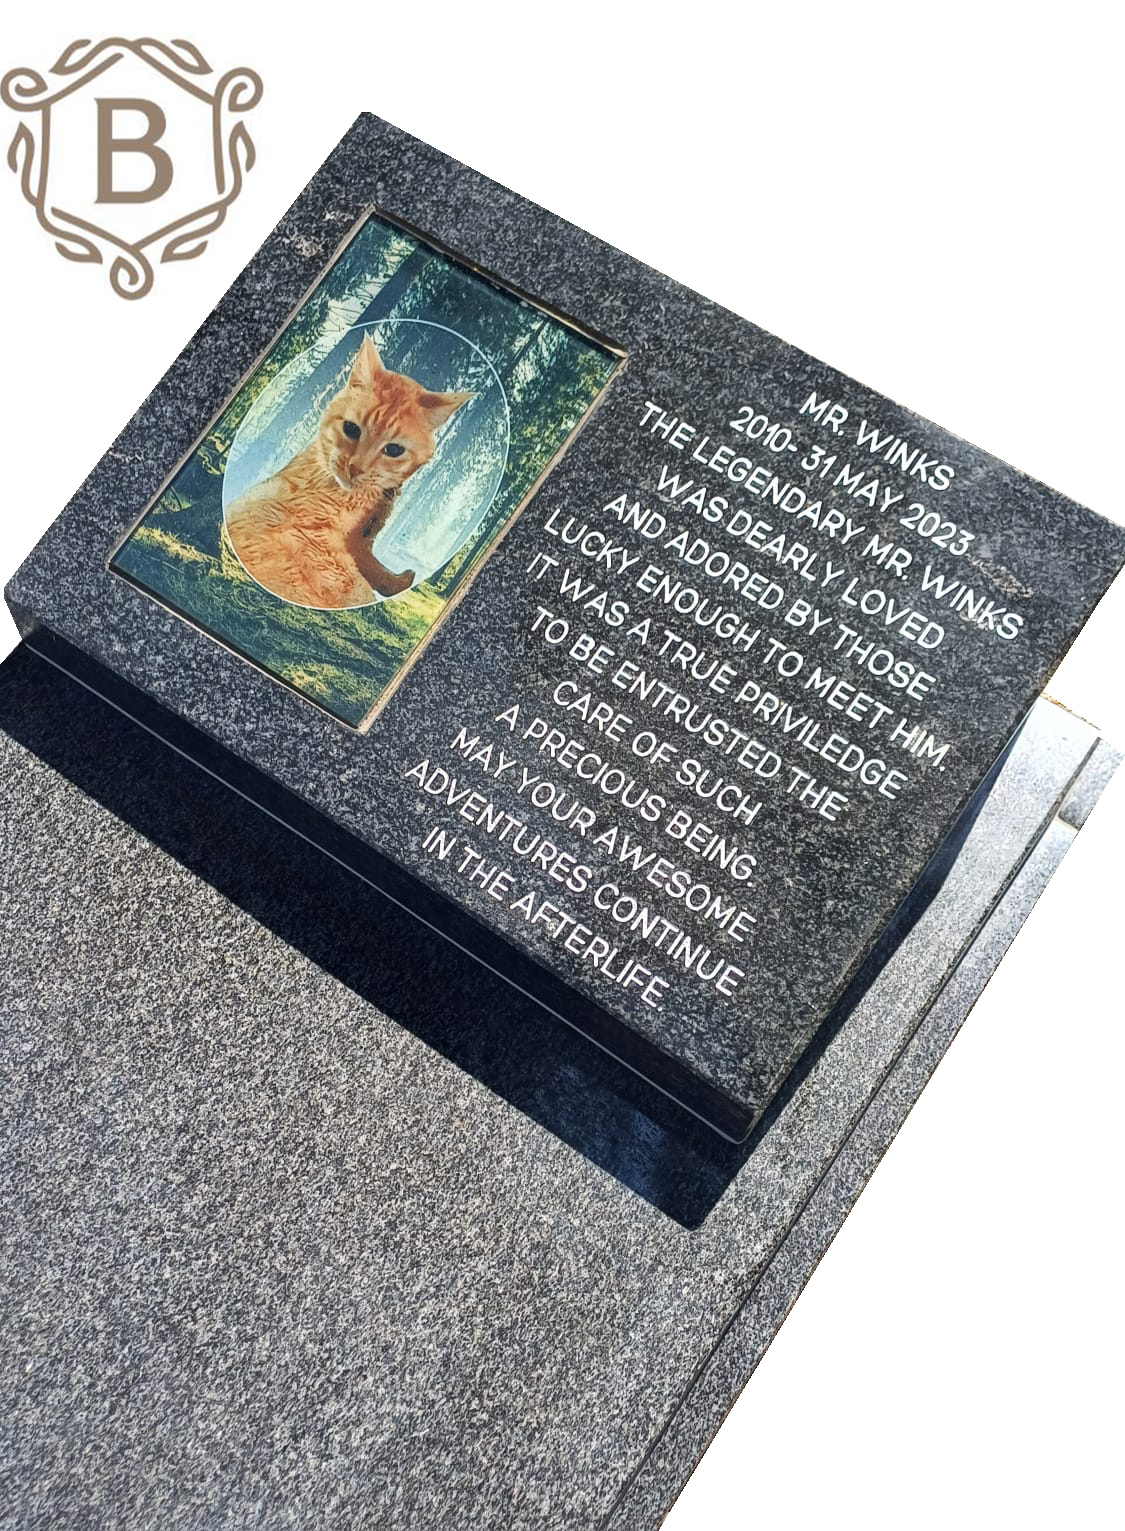 B
MR. WINKS
2010- 31 MAY 2023
THE LEGENDARY MR. WINKS
WAS DEARLY LOVED
AND ADORED BY THOSE
LUCKY ENOUGH TO MEET HIM.
IT WAS A TRUE PRIVILEDGE
TO BE ENTRUSTED THE
CARE OF SUCH
A PRECIOUS BEING.
MAY YOUR AWESOME
ADVENTURES CONTINUE
IN THE AFTERLIFE.